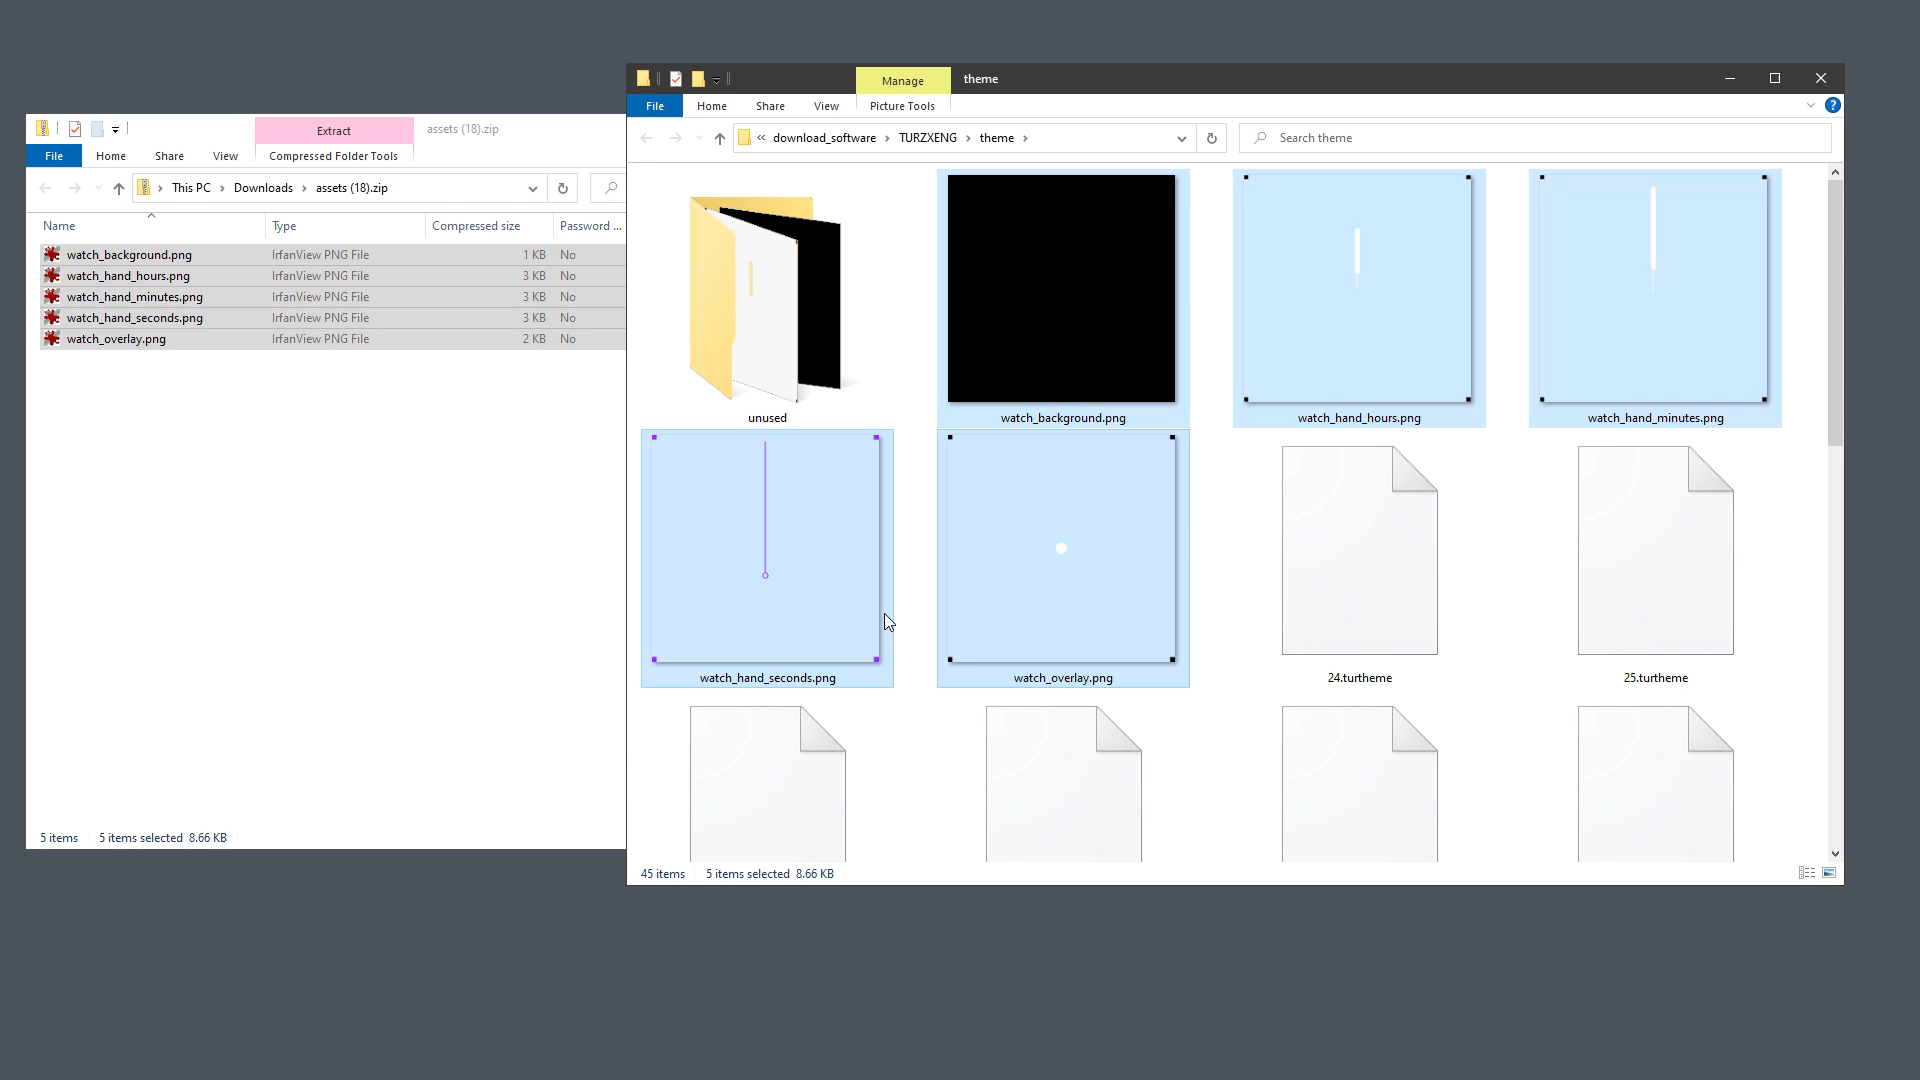 Extract
assets (18).zip
File
Home
Share
View
Compressed Folder Tools
This PC
Downloads
assets (18).zip
Name
Type
Compressed size
Password ...
watch_background.png
IrfanView PNG File
1 KB
No
watch_hand_hours.png
IrfanView PNG File
3 KB
No
watch_hand_minutes.png
IrfanView PNG File
3 KB
No
watch_hand_seconds.png
IrfanView PNG File
3 KB
No
watch_overlay.png
IrfanView PNG File
2 KB
No
5 items
5 items selected 8.66 KB
Manage
theme
File
Home
Share
View
Picture Tools
?
« download_software
TURZXENG
theme
Search theme
unused
watch_background.png
watch_hand_hours.png
watch_hand_minutes.png
watch_hand_seconds.png
watch_overlay.png
24.turtheme
25.turtheme
45 items
5 items selected 8.66 KB